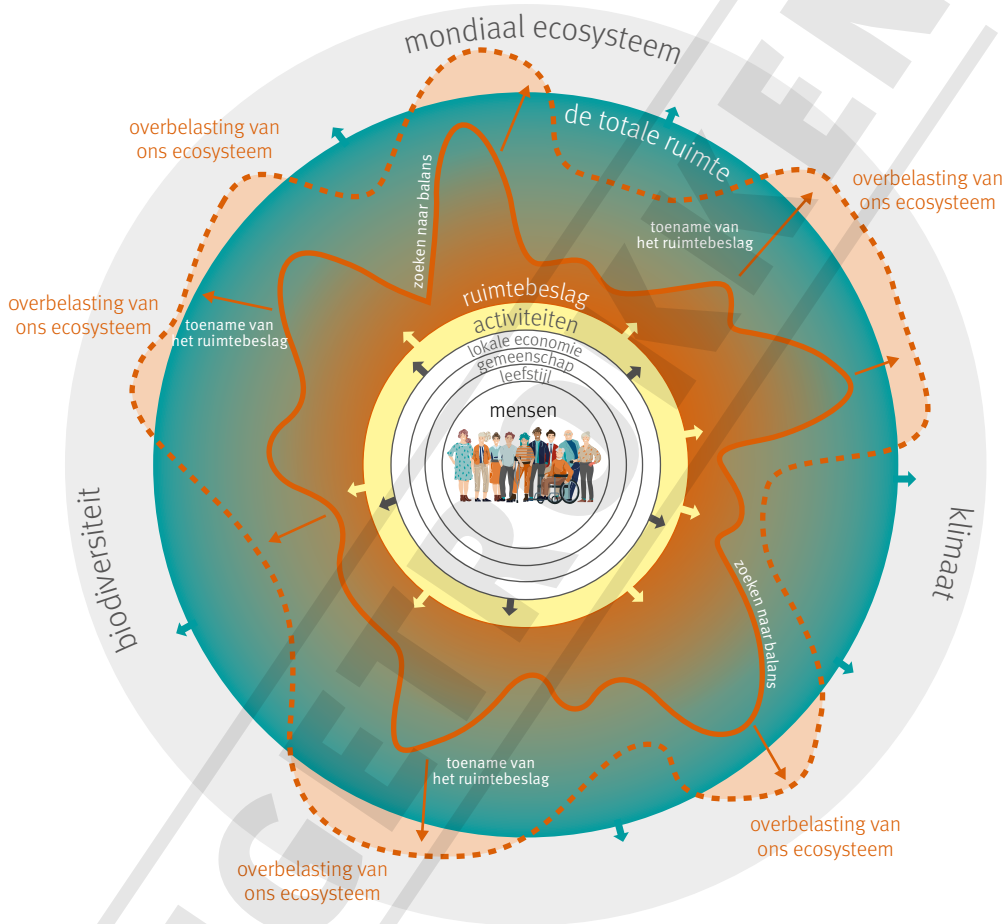 mondiaal ecosysteem
de totale ruimte
overbelasting van
ons ecosysteem
overbelasting van
ons ecosysteem
zoeken naar balans
toename van
het ruimtebeslag
overbelasting van
ons ecosysteem
toename van
het ruimtebeslag
ruimtebeslag
activiteiten
lokale economie
gemeenschap
leefstijl
mensen
biodiversiteit
klimaat
zoeken naar balans
toename van
het ruimtebeslag
overbelasting van
ons ecosysteem
overbelasting van
ons ecosysteem